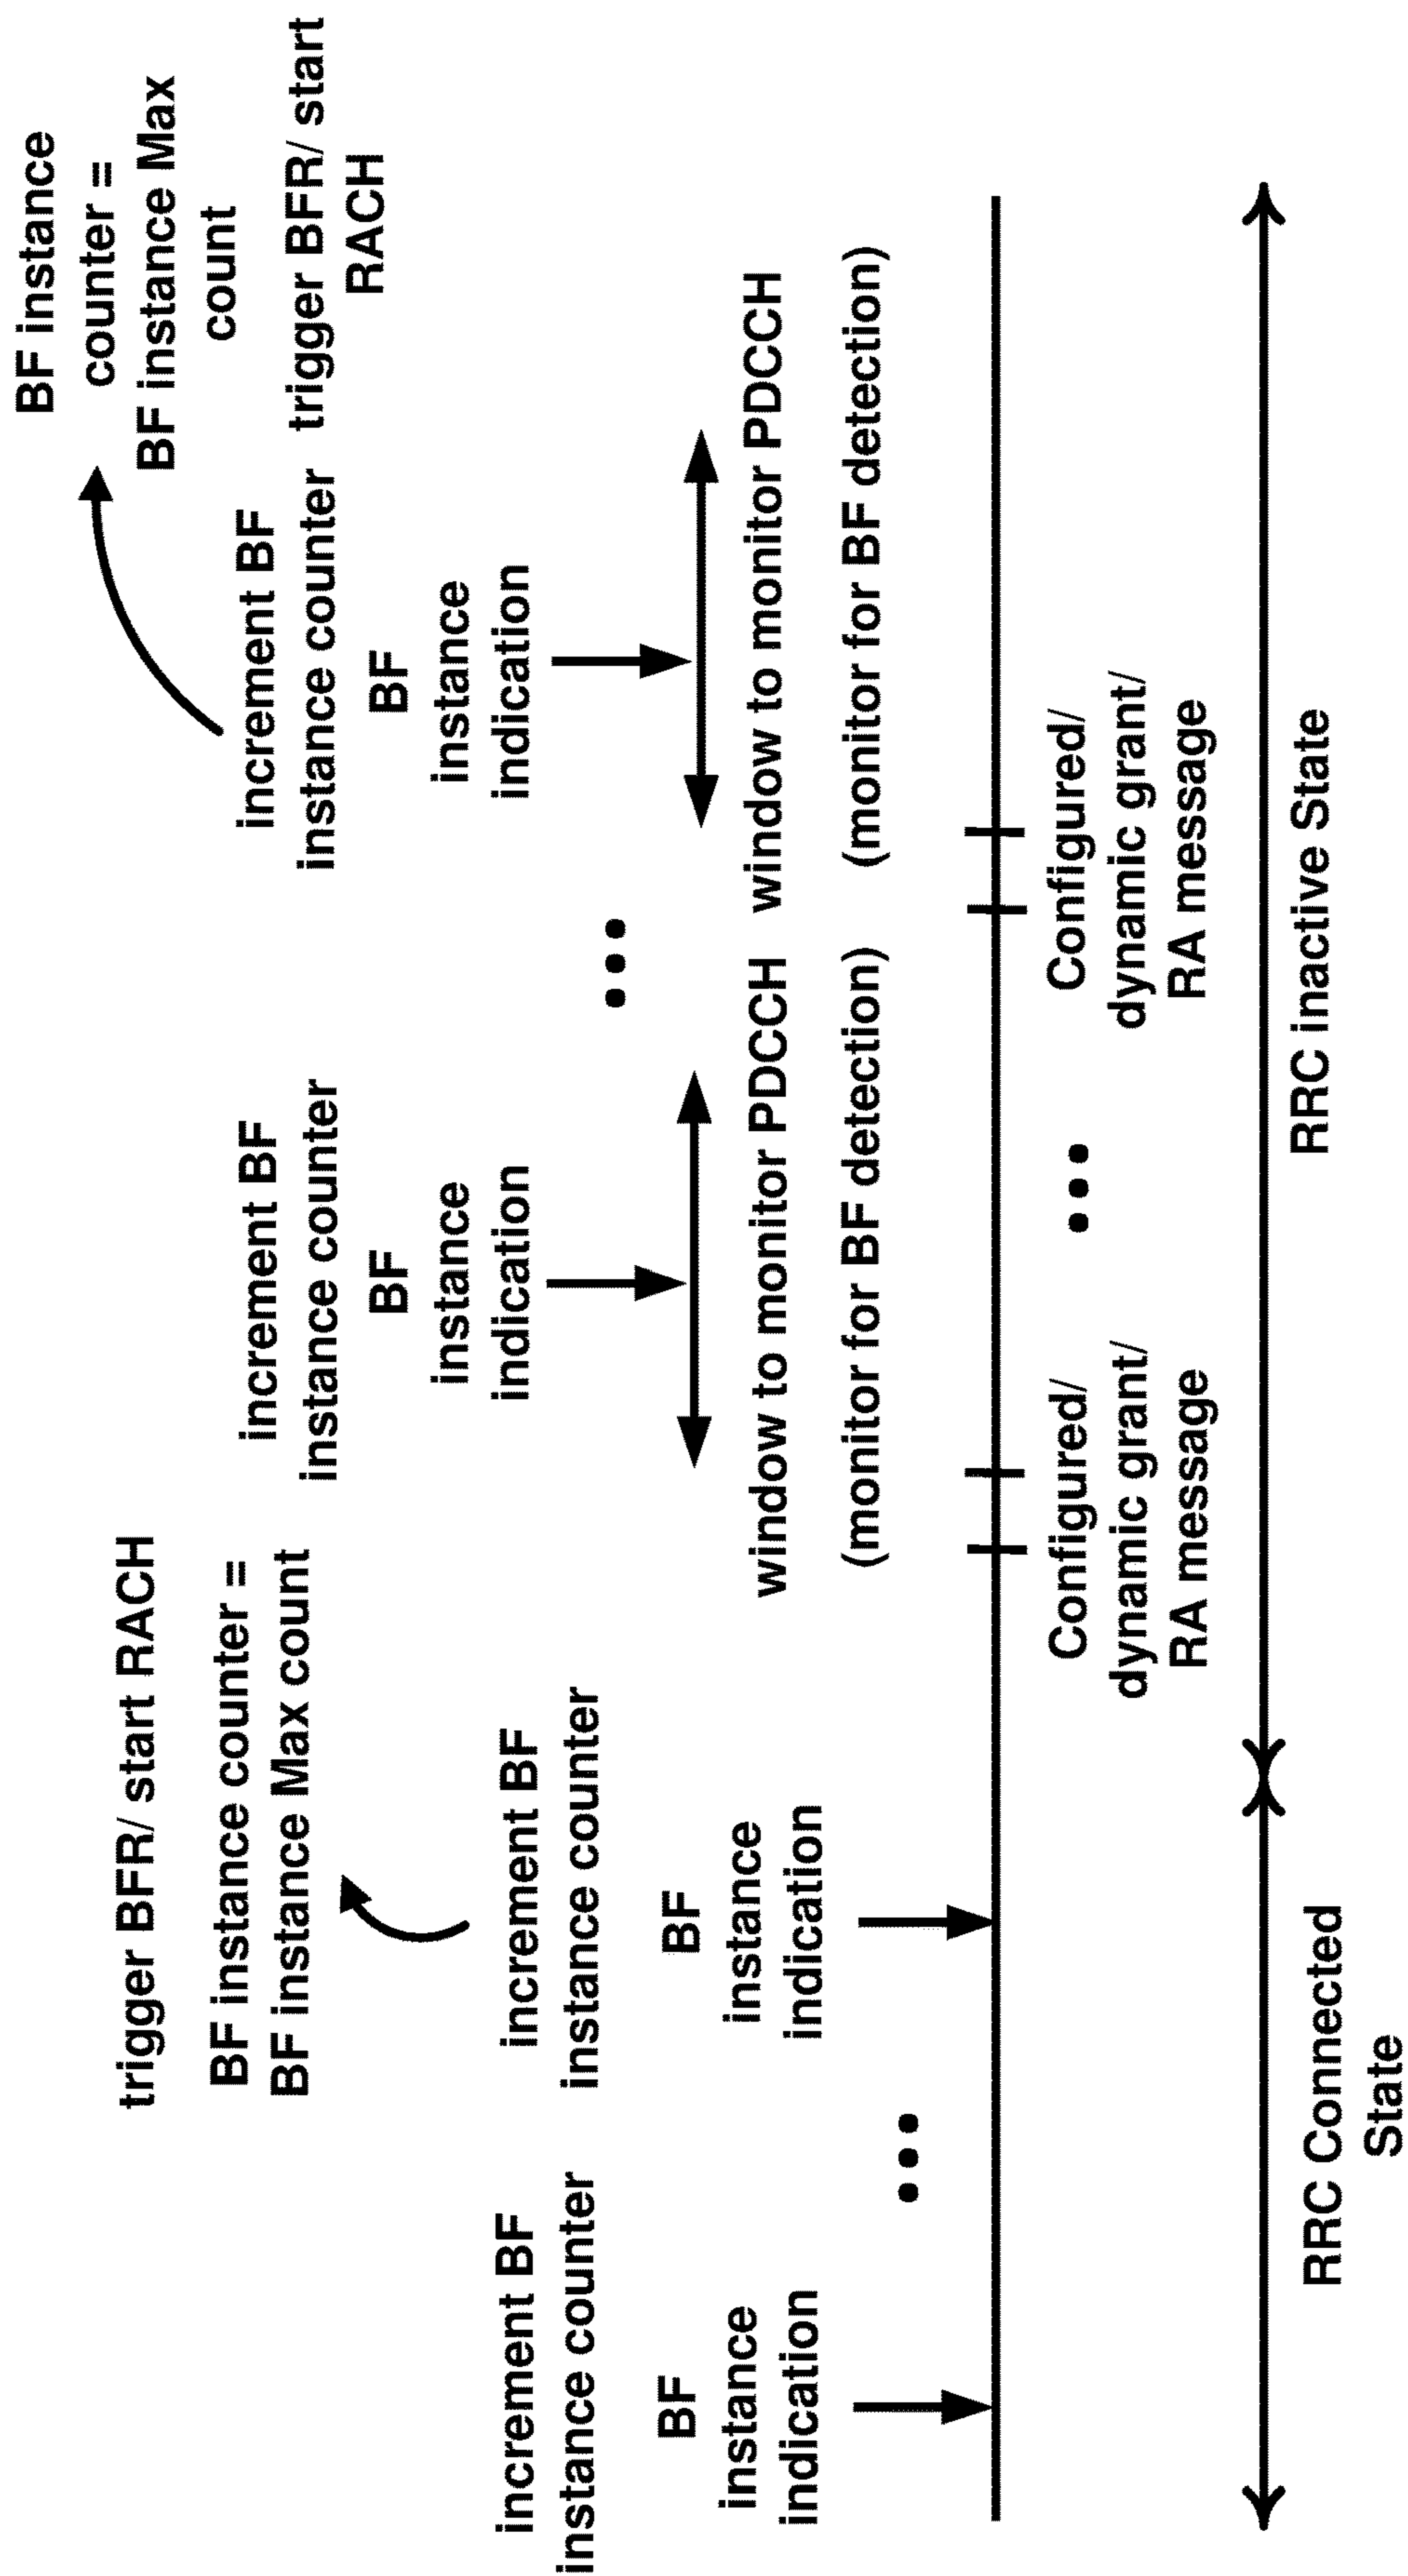 trigger BFR/ start RACH
BF instance counter =
BF instance Max count
increment BF
instance counter
BF
instance
indication
increment BF
instance counter
BF
instance
indication
BF instance
counter =
BF instance Max
count
trigger BFR/ start
RACH
increment BF
instance counter
BF
instance
indication
increment BF
instance counter
BF
instance
indication
window to monitor PDCCH
(monitor for BF detection)
window to monitor PDCCH
(monitor for BF detection)
Configured/
dynamic grant/
RA message
Configured/
dynamic grant/
RA message
RRC Connected
State
RRC inactive State